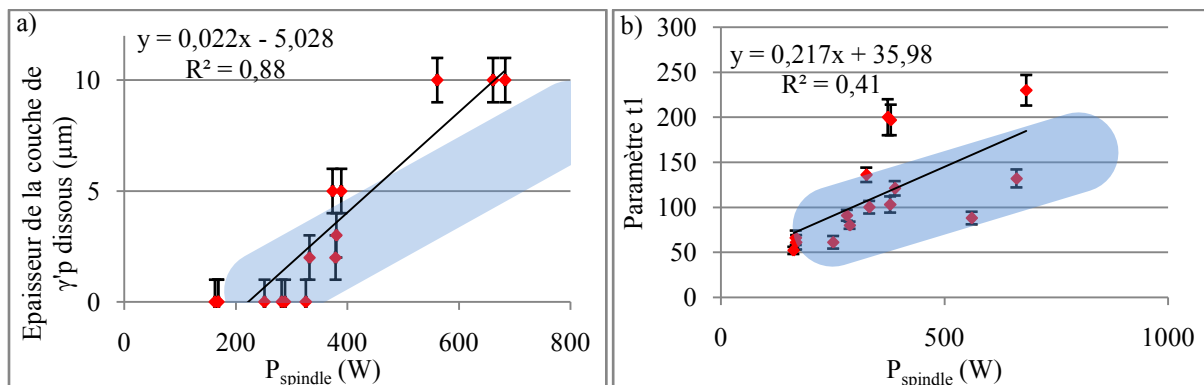 a)
y = 0,022x - 5,028
R² = 0,88
Epaisseur de la couche de
γ'p dissous (µm)
10
5
0
0 200 400 600 800
P_spindle (W)
b)
y = 0,217x + 35,98
R² = 0,41
Paramètre t1
300
250
200
150
100
50
0
0 500 1000
P_spindle (W)